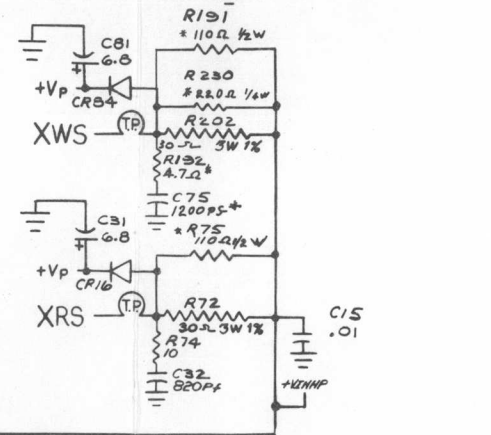 R191
* 110Ω ½W
C81
6.8
+
+Vp
CR84
R230
* 220Ω ¼W
XWS
T.P.
R202
30Ω 3W 1%
R192
4.7Ω *
C75
1200PF *
C31
6.8
+
* R75
110Ω ½W
+Vp
CR16
XRS
T.P.
R72
30Ω 3W 1%
R74
10
C32
820Pf
C15
.01
+VINHP